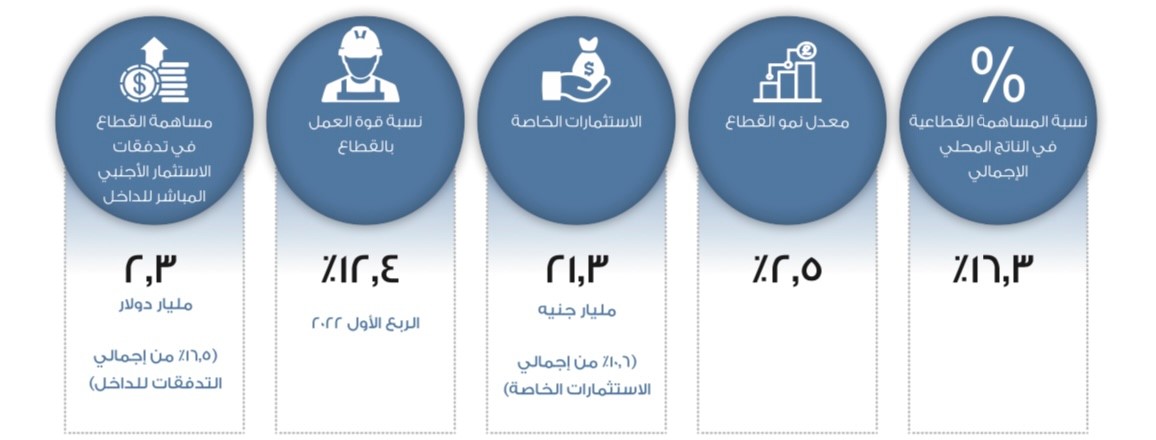 %
نسبة المساهمة القطاعية
في الناتج المحلي
الإجمالي
١٦,٣٪
معدل نمو القطاع
٢,٥٪
$
الاستثمارات الخاصة
٢١,٣
مليار جنيه
(١٠,٦٪ من إجمالي
الاستثمارات الخاصة)
نسبة قوة العمل
بالقطاع
١٢,٤٪
الربع الأول ٢٠٢٢
$
مساهمة القطاع
في تدفقات
الاستثمار الأجنبي
المباشر للداخل
٢,٣
مليار دولار
(١٦,٥٪ من إجمالي
التدفقات للداخل)